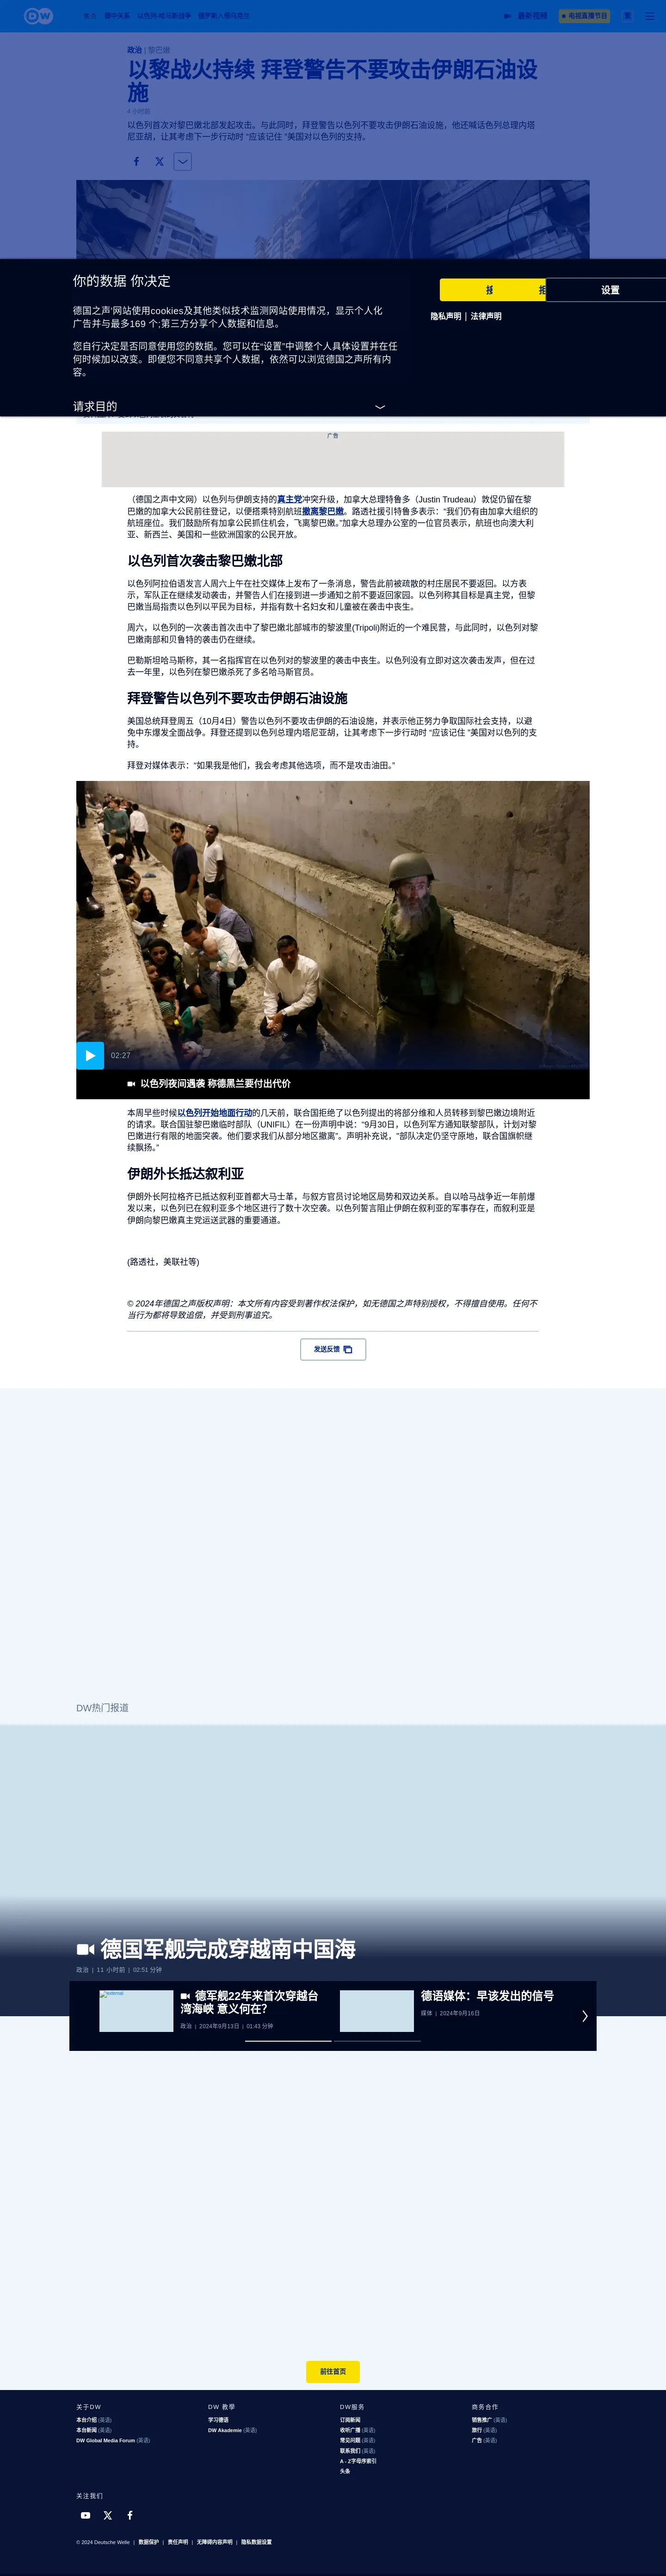 焦点 德中关系 以色列-哈马斯战争 俄罗斯入侵乌克兰
最新视频
电视直播节目
繁
政治 | 黎巴嫩
以黎战火持续 拜登警告不要攻击伊朗石油设
施
4 小时前
以色列首次对黎巴嫩北部发起攻击。与此同时，拜登警告以色列不要攻击伊朗石油设施，他还喊话色列总理内塔
尼亚胡，让其考虑下一步行动时 “应该记住 ”美国对以色列的支持。
你的数据 你决定
德国之声‘网站使用cookies及其他类似技术监测网站使用情况，显示个人化
广告并与最多169 个;第三方分享个人数据和信息。
您自行决定是否同意使用您的数据。您可以在“设置”中调整个人具体设置并在任
何时候加以改变。即便您不同意共享个人数据，依然可以浏览德国之声所有内
容。
请求目的
设置
隐私声明 | 法律声明
广告
（德国之声中文网）以色列与伊朗支持的真主党冲突升级，加拿大总理特鲁多（Justin Trudeau）敦促仍留在黎
巴嫩的加拿大公民前往登记，以便搭乘特别航班撤离黎巴嫩。路透社援引特鲁多表示：“我们仍有由加拿大组织的
航班座位。我们鼓励所有加拿大公民抓住机会，飞离黎巴嫩。”加拿大总理办公室的一位官员表示，航班也向澳大利
亚、新西兰、美国和一些欧洲国家的公民开放。
以色列首次袭击黎巴嫩北部
以色列阿拉伯语发言人周六上午在社交媒体上发布了一条消息，警告此前被疏散的村庄居民不要返回。以方表
示，军队正在继续发动袭击，并警告人们在接到进一步通知之前不要返回家园。以色列称其目标是真主党，但黎
巴嫩当局指责以色列以平民为目标，并指有数十名妇女和儿童在袭击中丧生。
周六，以色列的一次袭击首次击中了黎巴嫩北部城市的黎波里(Tripoli)附近的一个难民营，与此同时，以色列对黎
巴嫩南部和贝鲁特的袭击仍在继续。
巴勒斯坦哈马斯称，其一名指挥官在以色列对的黎波里的袭击中丧生。以色列没有立即对这次袭击发声，但在过
去一年里，以色列在黎巴嫩杀死了多名哈马斯官员。
拜登警告以色列不要攻击伊朗石油设施
美国总统拜登周五（10月4日）警告以色列不要攻击伊朗的石油设施，并表示他正努力争取国际社会支持，以避
免中东爆发全面战争。拜登还提到以色列总理内塔尼亚胡，让其考虑下一步行动时 “应该记住 ”美国对以色列的支
持。
拜登对媒体表示：“如果我是他们，我会考虑其他选项，而不是攻击油田。”
02:27
以色列夜间遇袭 称德黑兰要付出代价
本周早些时候以色列开始地面行动的几天前，联合国拒绝了以色列提出的将部分维和人员转移到黎巴嫩边境附近
的请求。联合国驻黎巴嫩临时部队（UNIFIL）在一份声明中说：“9月30日，以色列军方通知联黎部队，计划对黎
巴嫩进行有限的地面突袭。他们要求我们从部分地区撤离”。声明补充说，“部队决定仍坚守原地，联合国旗帜继
续飘扬。”
伊朗外长抵达叙利亚
伊朗外长阿拉格齐已抵达叙利亚首都大马士革，与叙方官员讨论地区局势和双边关系。自以哈马战争近一年前爆
发以来，以色列已在叙利亚多个地区进行了数十次空袭。以色列誓言阻止伊朗在叙利亚的军事存在，而叙利亚是
伊朗向黎巴嫩真主党运送武器的重要通道。
(路透社，美联社等)
© 2024年德国之声版权声明：本文所有内容受到著作权法保护，如无德国之声特别授权，不得擅自使用。任何不
当行为都将导致追偿，并受到刑事追究。
发送反馈
DW热门报道
德国军舰完成穿越南中国海
政治 | 11 小时前 | 02:51 分钟
external
德军舰22年来首次穿越台
湾海峡 意义何在？
政治 | 2024年9月13日 | 01:43 分钟
德语媒体：早该发出的信号
媒体 | 2024年9月16日
前往首页
关于DW
本台介绍 (英语)
本台新闻 (英语)
DW Global Media Forum (英语)
DW 教學
学习德语
DW Akademie (英语)
DW服务
订阅新闻
收听广播 (英语)
常见问题 (英语)
联系我们 (英语)
A - Z字母序索引
头条
商务合作
销售推广 (英语)
旅行 (英语)
广告 (英语)
关注我们
© 2024 Deutsche Welle | 数据保护 | 责任声明 | 无障碍内容声明 | 隐私数据设置